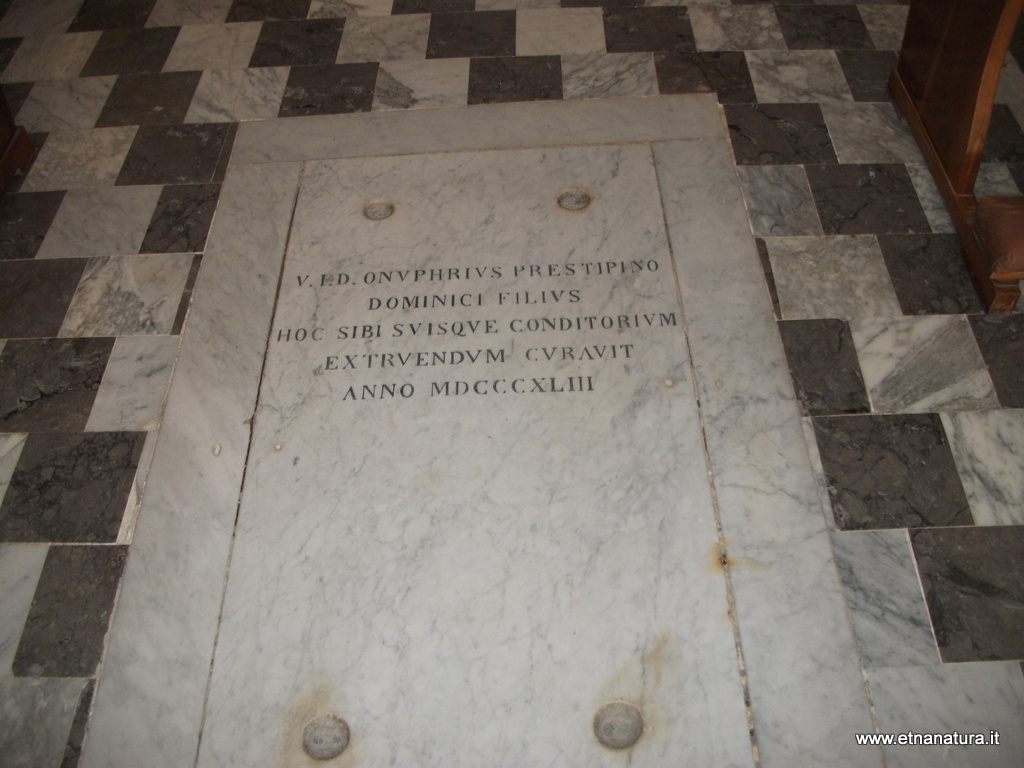 V.I.D. ONVPHRIVS PRESTIPINO
DOMINICI FILIVS
HOC SIBI SVISQVE CONDITORIVM
EXTRVENDVM CVRAVIT
ANNO MDCCCXLIII
www.etnanatura.it